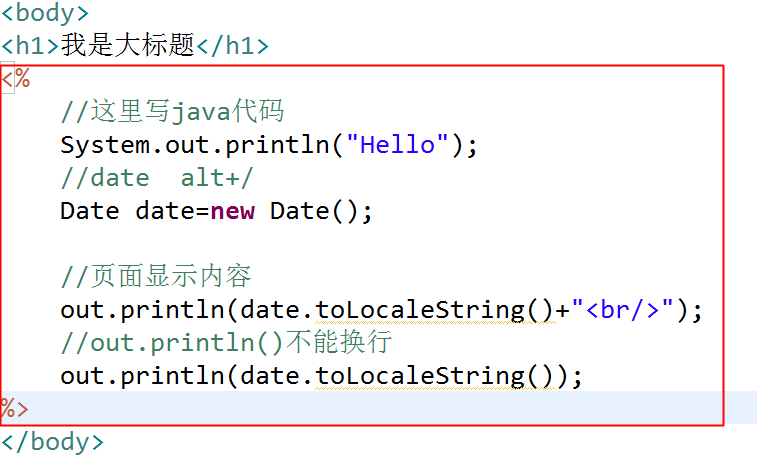 <body>
<h1>我是大标题</h1>
<%
//这里写java代码
System.out.println("Hello");
//date  alt+/
Date date=new Date();
//页面显示内容
out.println(date.toLocaleString()+"<br/>");
//out.println()不能换行
out.println(date.toLocaleString());
%>
</body>